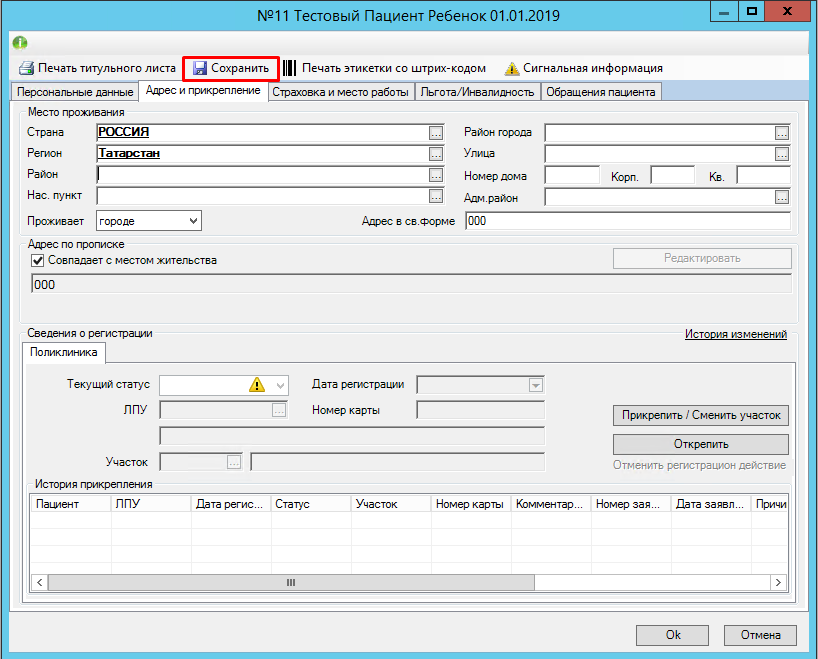 №11 Тестовый Пациент Ребенок 01.01.2019
Печать титульного листа Сохранить Печать этикетки со штрих-кодом Сигнальная информация
Персональные данные Адрес и прикрепление Страховка и место работы Льгота/Инвалидность Обращения пациента
Место проживания
Страна РОССИЯ ... Район города ...
Регион Татарстан ... Улица ...
Район ... Номер дома Корп. Кв.
Нас. пункт ... Адм.район ...
Проживает городе Адрес в св.форме 000
Адрес по прописке
Совпадает с местом жительства Редактировать
000
Сведения о регистрации История изменений
Поликлиника
Текущий статус Дата регистрации
ЛПУ ... Номер карты Прикрепить / Сменить участок
Открепить
Участок ... Отменить регистрацион действие
История прикрепления
Пациент ЛПУ Дата регис... Статус Участок Номер карты Комментар... Номер зая... Дата заявл... Причи
Ok Отмена